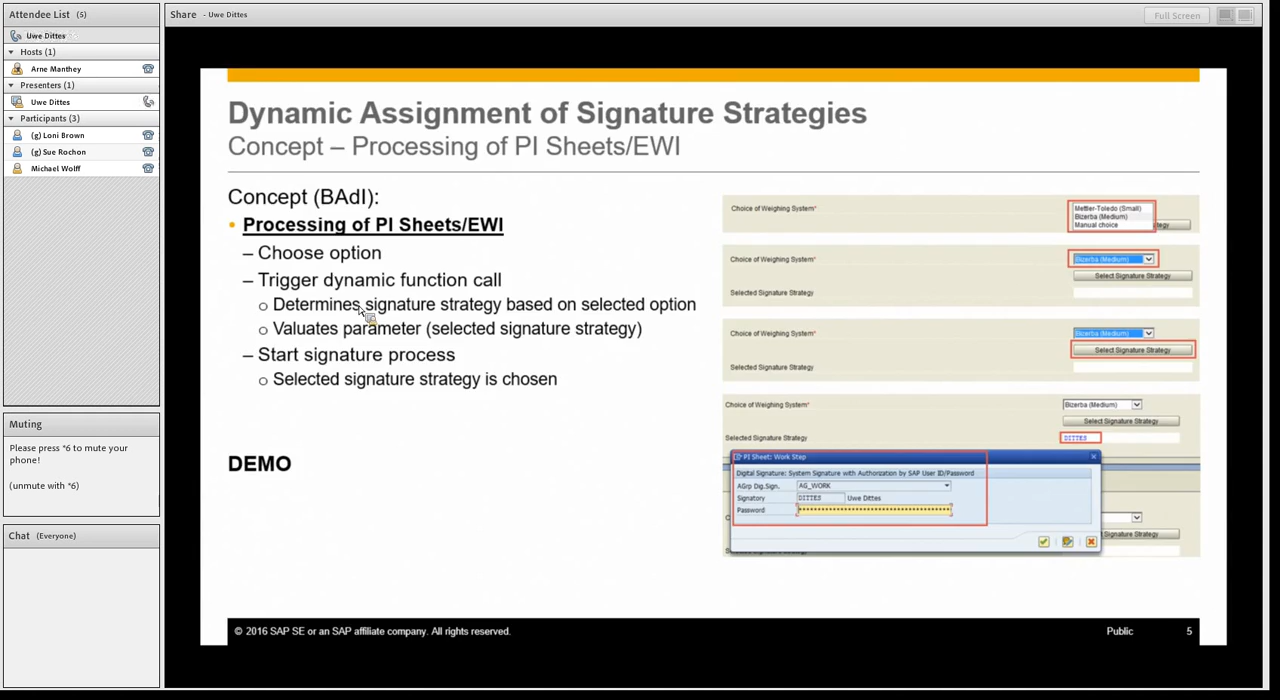 Attendee List (5)
Uwe Dittes
Hosts (1)
Arne Manthey
Presenters (1)
Uwe Dittes
Participants (3)
(g) Loni Brown
(g) Sue Rochon
Michael Wolff
Muting
Please press *6 to mute your
phone!
(unmute with *6)
Chat (Everyone)
Share - Uwe Dittes
Full Screen
Dynamic Assignment of Signature Strategies
Concept – Processing of PI Sheets/EWI
Concept (BAdI):
• Processing of PI Sheets/EWI
– Choose option
– Trigger dynamic function call
o Determines signature strategy based on selected option
o Valuates parameter (selected signature strategy)
– Start signature process
o Selected signature strategy is chosen
DEMO
Choice of Weighing System*
Mettler-Toledo (Small)
Bizerba (Medium)
Manual choice
tegy
Choice of Weighing System*
Bizerba (Medium)
Select Signature Strategy
Selected Signature Strategy
Choice of Weighing System*
Bizerba (Medium)
Select Signature Strategy
Selected Signature Strategy
Choice of Weighing System*
Bizerba (Medium)
Select Signature Strategy
Selected Signature Strategy
DITTES
PI Sheet: Work Step
Digital Signature: System Signature with Authorization by SAP User ID/Password
AGrp Dig.Sign. AG_WORK
Signatory DITTES Uwe Dittes
Password
Signature Strategy
© 2016 SAP SE or an SAP affiliate company. All rights reserved.
Public 5